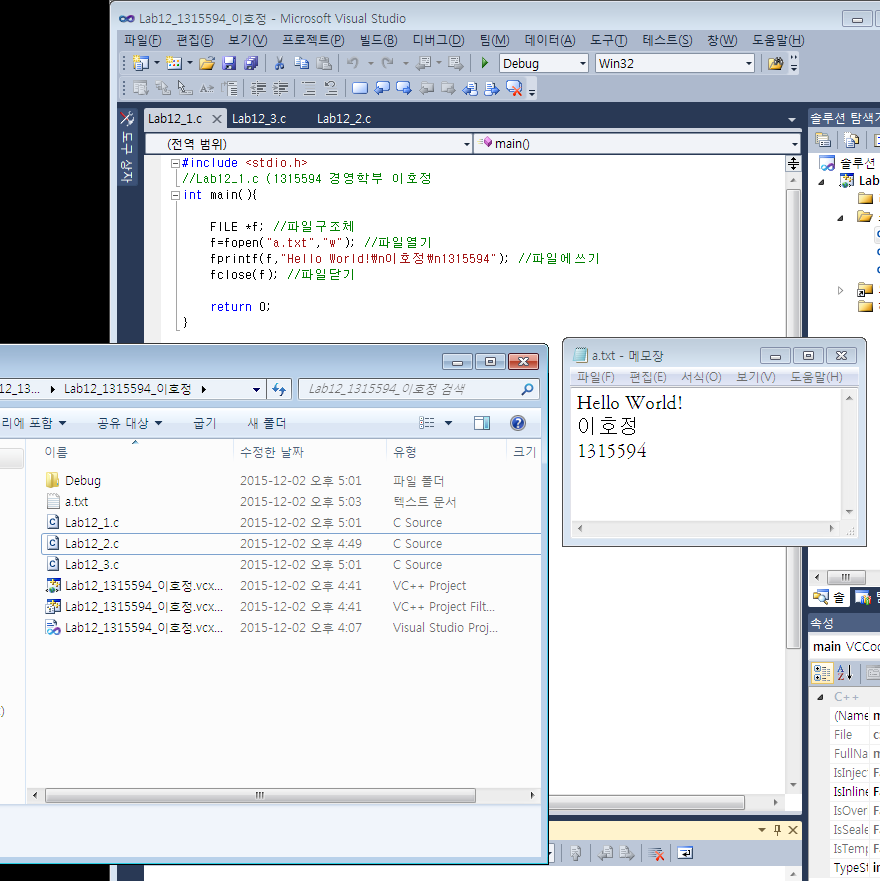 Lab12_1315594_이호정 - Microsoft Visual Studio
파일(F) 편집(E) 보기(V) 프로젝트(P) 빌드(B) 디버그(D) 팀(M) 데이터(A) 도구(T) 테스트(S) 창(W) 도움말(H)
Debug Win32
도구 상자
Lab12_1.c Lab12_3.c Lab12_2.c
(전역 범위) main()
#include <stdio.h>
//Lab12_1.c (1315594 경영학부 이호정
int main(){
FILE *f; //파일구조체
f=fopen("a.txt","w"); //파일열기
fprintf(f,"Hello World!₩n이호정₩n1315594"); //파일에쓰기
fclose(f); //파일닫기
return 0;
}
솔루션 탐색기
솔루션
Lab
12_13... Lab12_1315594_이호정
Lab12_1315594_이호정 검색
리에 포함 공유 대상 굽기 새 폴더
이름 수정한 날짜 유형 크기
Debug 2015-12-02 오후 5:01 파일 폴더
a.txt 2015-12-02 오후 5:03 텍스트 문서
Lab12_1.c 2015-12-02 오후 5:01 C Source
Lab12_2.c 2015-12-02 오후 4:49 C Source
Lab12_3.c 2015-12-02 오후 5:01 C Source
Lab12_1315594_이호정.vcx... 2015-12-02 오후 4:41 VC++ Project
Lab12_1315594_이호정.vcx... 2015-12-02 오후 4:41 VC++ Project Filt...
Lab12_1315594_이호정.vcx... 2015-12-02 오후 4:07 Visual Studio Proj...
a.txt - 메모장
파일(F) 편집(E) 서식(O) 보기(V) 도움말(H)
Hello World!
이호정
1315594
솔
속성
main VCCod
C++
(Name m
File c:
FullNa m
IsInject Fa
IsInline Fa
IsOver Fa
IsSeale Fa
IsTemp Fa
TypeSt in